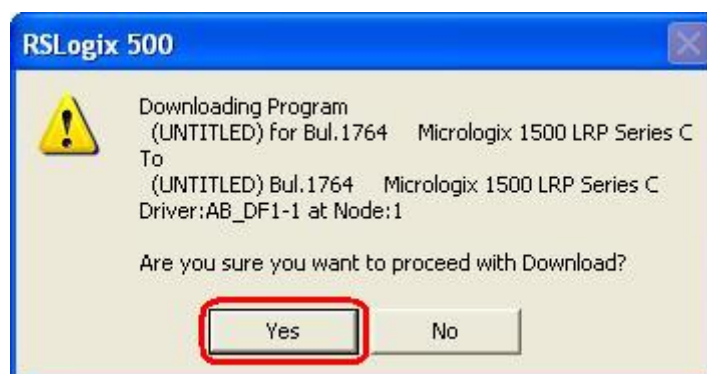 RSLogix 500
Downloading Program
(UNTITLED) for Bul.1764 Micrologix 1500 LRP Series C
To
(UNTITLED) Bul.1764 Micrologix 1500 LRP Series C
Driver:AB_DF1-1 at Node:1
Are you sure you want to proceed with Download?
Yes No